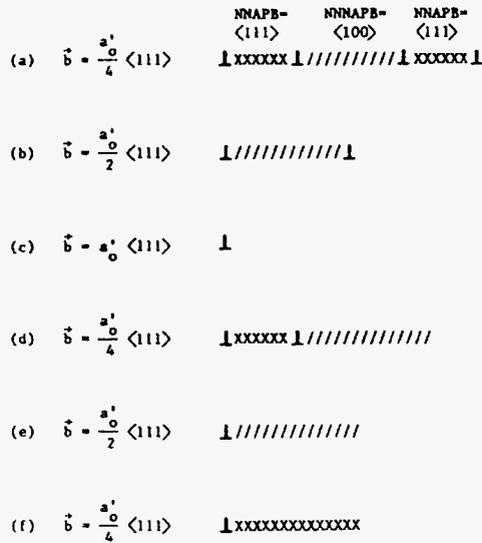 NNAPB= NNNAPB= NNAPB=
⟨111⟩ ⟨100⟩ ⟨111⟩
(a) b⃗ = a'o/4 ⟨111⟩ ⊥xxxxxx⊥//////////⊥xxxxxx⊥
(b) b⃗ = a'o/2 ⟨111⟩ ⊥////////////⊥
(c) b⃗ = a'o ⟨111⟩ ⊥
(d) b⃗ = a'o/4 ⟨111⟩ ⊥xxxxxx⊥//////////////
(e) b⃗ = a'o/2 ⟨111⟩ ⊥//////////////
(f) b⃗ = a'o/4 ⟨111⟩ ⊥xxxxxxxxxxxxxx